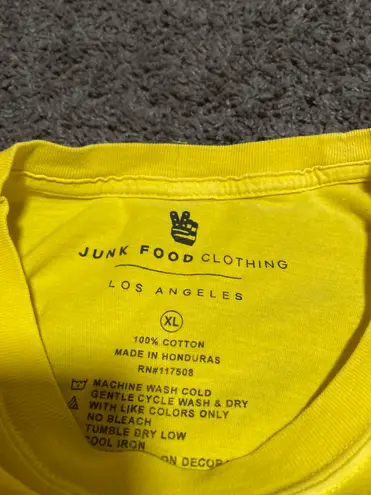 JUNK FOOD CLOTHING
LOS ANGELES
XL
100% COTTON
MADE IN HONDURAS
RN#117508
MACHINE WASH COLD
GENTLE CYCLE WASH & DRY
WITH LIKE COLORS ONLY
NO BLEACH
TUMBLE DRY LOW
COOL IRON